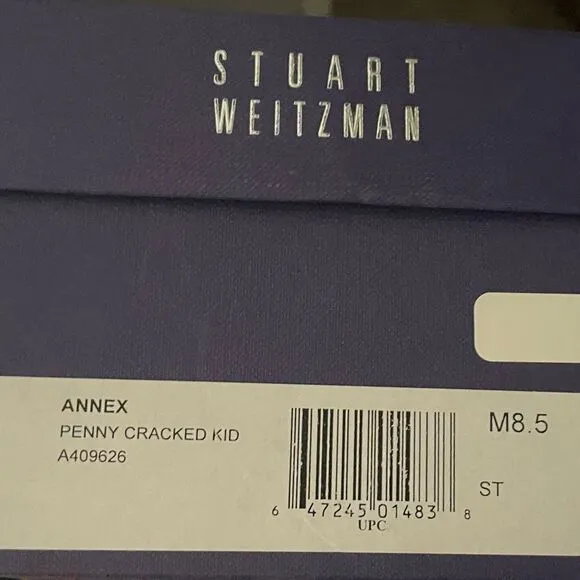 STUART
WEITZMAN
ANNEX
PENNY CRACKED KID
A409626
M8.5
ST
6 47245 01483 8
UPC